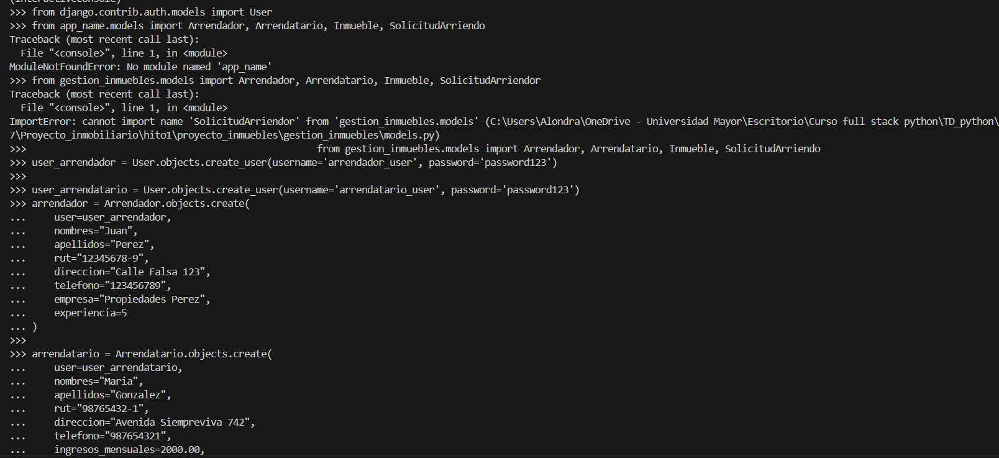 (InteractiveConsole)
>>> from django.contrib.auth.models import User
>>> from app_name.models import Arrendador, Arrendatario, Inmueble, SolicitudArriendo
Traceback (most recent call last):
  File "<console>", line 1, in <module>
ModuleNotFoundError: No module named 'app_name'
>>> from gestion_inmuebles.models import Arrendador, Arrendatario, Inmueble, SolicitudArriendor
Traceback (most recent call last):
  File "<console>", line 1, in <module>
ImportError: cannot import name 'SolicitudArriendor' from 'gestion_inmuebles.models' (C:\Users\Alondra\OneDrive - Universidad Mayor\Escritorio\Curso full stack python\TD_python\
7\Proyecto_inmobiliario\hito1\proyecto_inmuebles\gestion_inmuebles\models.py)
>>>                                                    from gestion_inmuebles.models import Arrendador, Arrendatario, Inmueble, SolicitudArriendo
>>> user_arrendador = User.objects.create_user(username='arrendador_user', password='password123')
>>>
>>> user_arrendatario = User.objects.create_user(username='arrendatario_user', password='password123')
>>> arrendador = Arrendador.objects.create(
...     user=user_arrendador,
...     nombres="Juan",
...     apellidos="Perez",
...     rut="12345678-9",
...     direccion="Calle Falsa 123",
...     telefono="123456789",
...     empresa="Propiedades Perez",
...     experiencia=5
... )
>>>
>>> arrendatario = Arrendatario.objects.create(
...     user=user_arrendatario,
...     nombres="Maria",
...     apellidos="Gonzalez",
...     rut="98765432-1",
...     direccion="Avenida Siempreviva 742",
...     telefono="987654321",
...     ingresos_mensuales=2000.00,